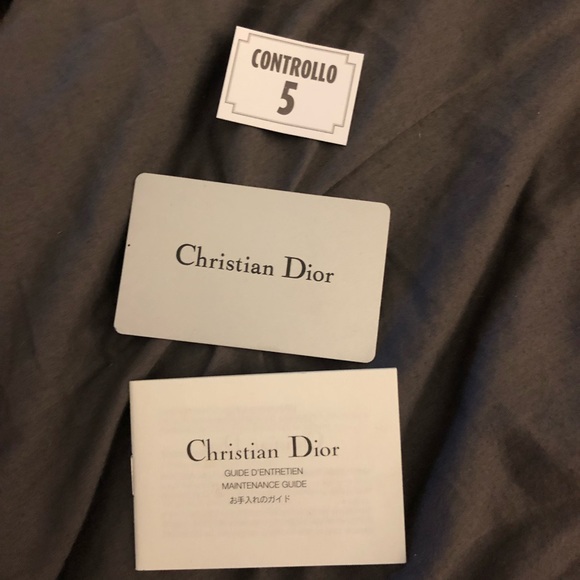 CONTROLLO
5
Christian Dior
Christian Dior
GUIDE D'ENTRETIEN
MAINTENANCE GUIDE
お手入れのガイド